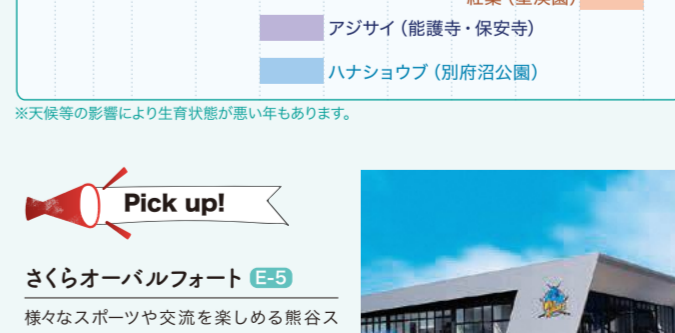 アジサイ（能護寺・保安寺）
ハナショウブ（別府沼公園）
※天候等の影響により生育状態が悪い年もあります。
Pick up!
さくらオーバルフォート E-5
様々なスポーツや交流を楽しめる熊谷ス